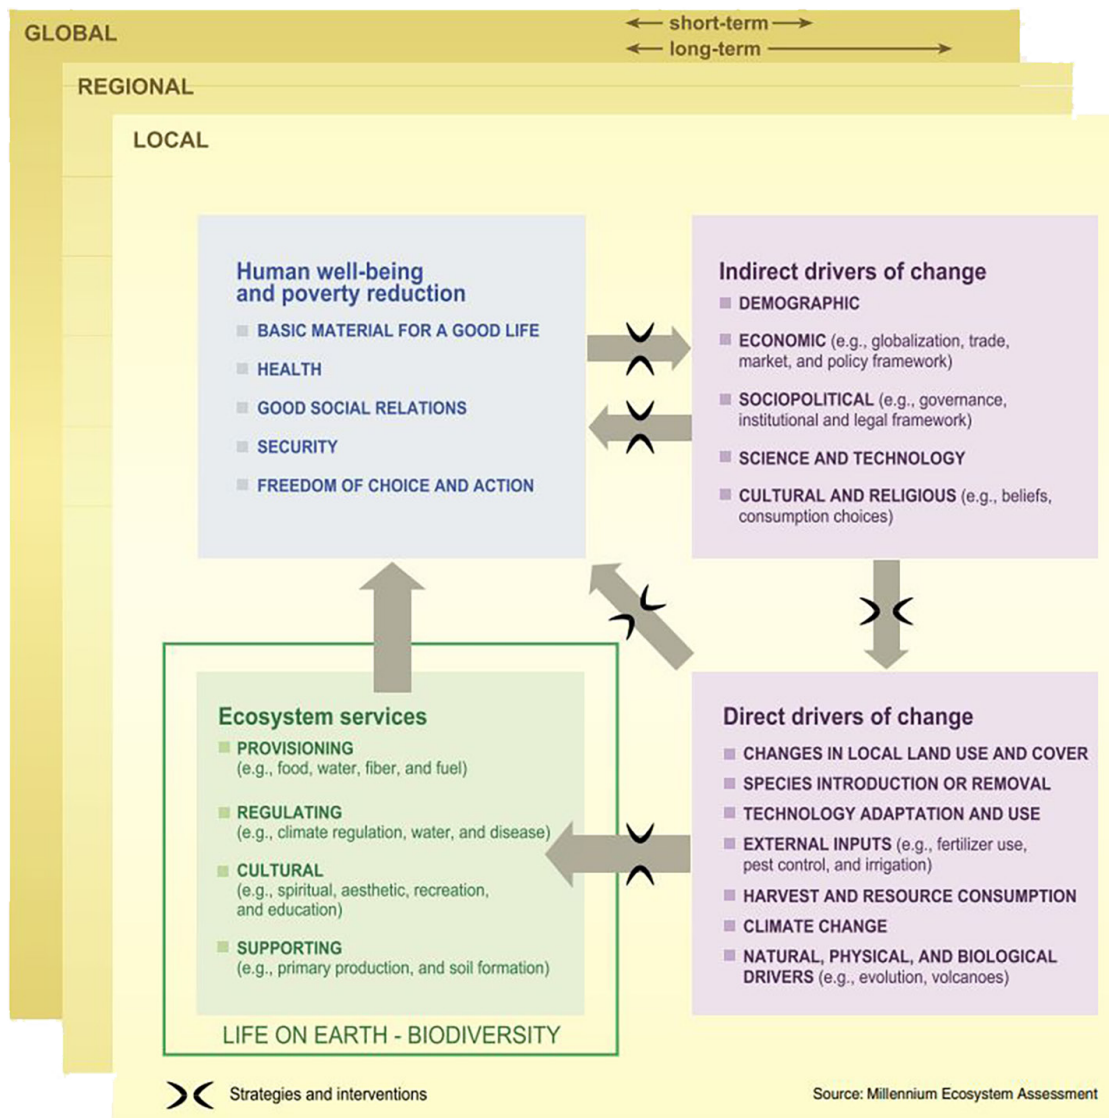 GLOBAL
short-term
long-term
REGIONAL
LOCAL
Human well-being
and poverty reduction
BASIC MATERIAL FOR A GOOD LIFE
HEALTH
GOOD SOCIAL RELATIONS
SECURITY
FREEDOM OF CHOICE AND ACTION
Indirect drivers of change
DEMOGRAPHIC
ECONOMIC (e.g., globalization, trade,
market, and policy framework)
SOCIOPOLITICAL (e.g., governance,
institutional and legal framework)
SCIENCE AND TECHNOLOGY
CULTURAL AND RELIGIOUS (e.g., beliefs,
consumption choices)
Ecosystem services
PROVISIONING
(e.g., food, water, fiber, and fuel)
REGULATING
(e.g., climate regulation, water, and disease)
CULTURAL
(e.g., spiritual, aesthetic, recreation,
and education)
SUPPORTING
(e.g., primary production, and soil formation)
LIFE ON EARTH - BIODIVERSITY
Direct drivers of change
CHANGES IN LOCAL LAND USE AND COVER
SPECIES INTRODUCTION OR REMOVAL
TECHNOLOGY ADAPTATION AND USE
EXTERNAL INPUTS (e.g., fertilizer use,
pest control, and irrigation)
HARVEST AND RESOURCE CONSUMPTION
CLIMATE CHANGE
NATURAL, PHYSICAL, AND BIOLOGICAL
DRIVERS (e.g., evolution, volcanoes)
Strategies and interventions
Source: Millennium Ecosystem Assessment